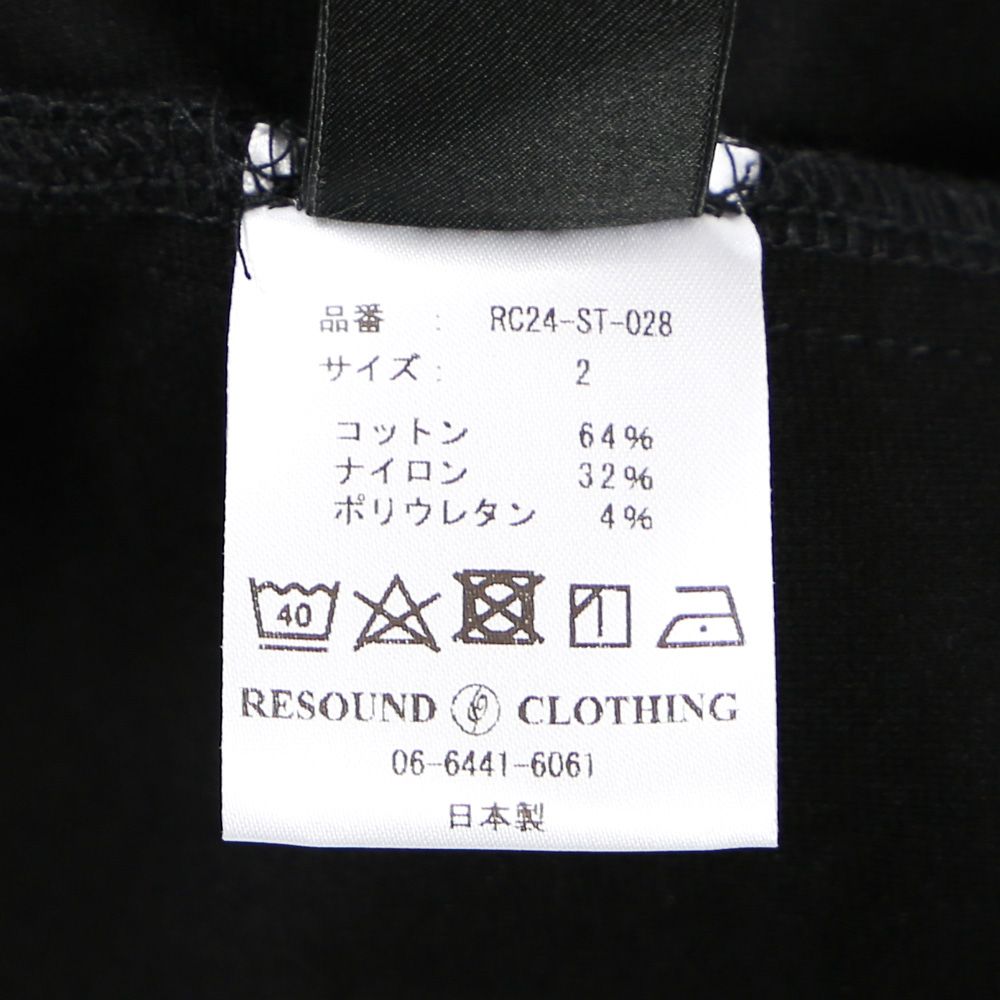 品番 : RC24-ST-028
サイズ : 2
コットン 64%
ナイロン 32%
ポリウレタン 4%
40
RESOUND CLOTHING
06-6441-6061
日本製